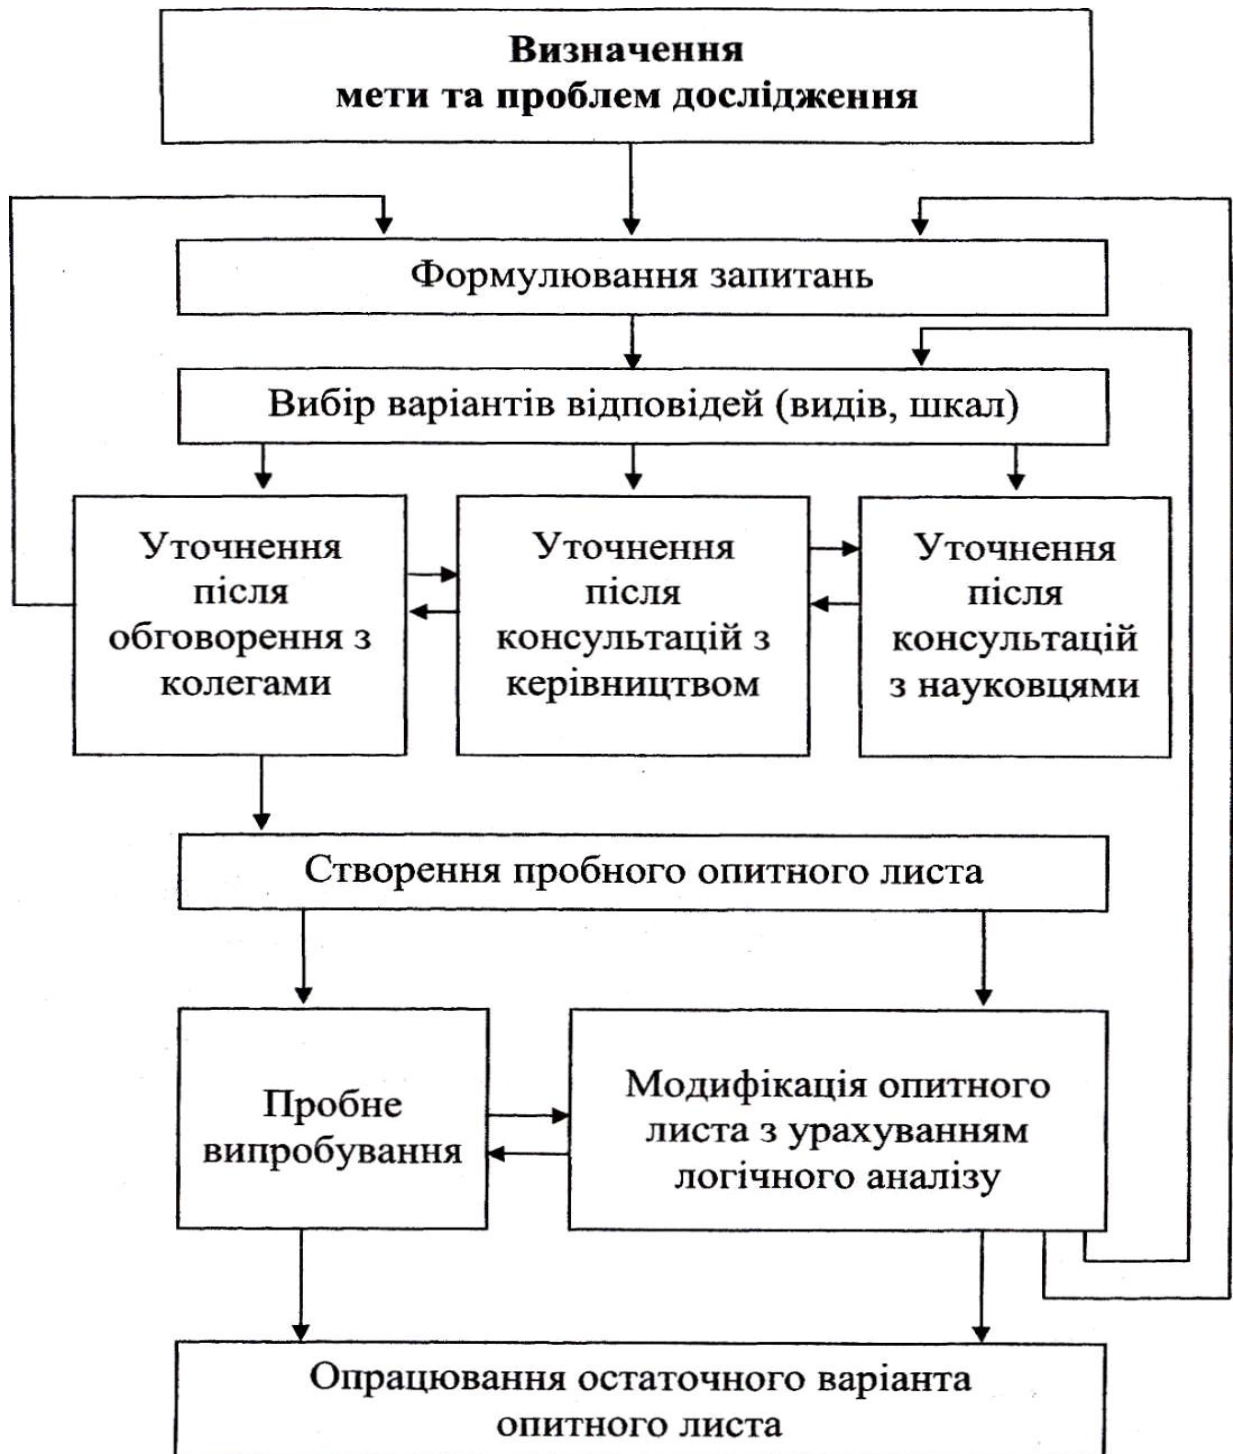 Визначення
мети та проблем дослідження
Формулювання запитань
Вибір варіантів відповідей (видів, шкал)
Уточнення
після
обговорення з
колегами
Уточнення
після
консультацій з
керівництвом
Уточнення
після
консультацій
з науковцями
Створення пробного опитного листа
Пробне
випробування
Модифікація опитного
листа з урахуванням
логічного аналізу
Опрацювання остаточного варіанта
опитного листа